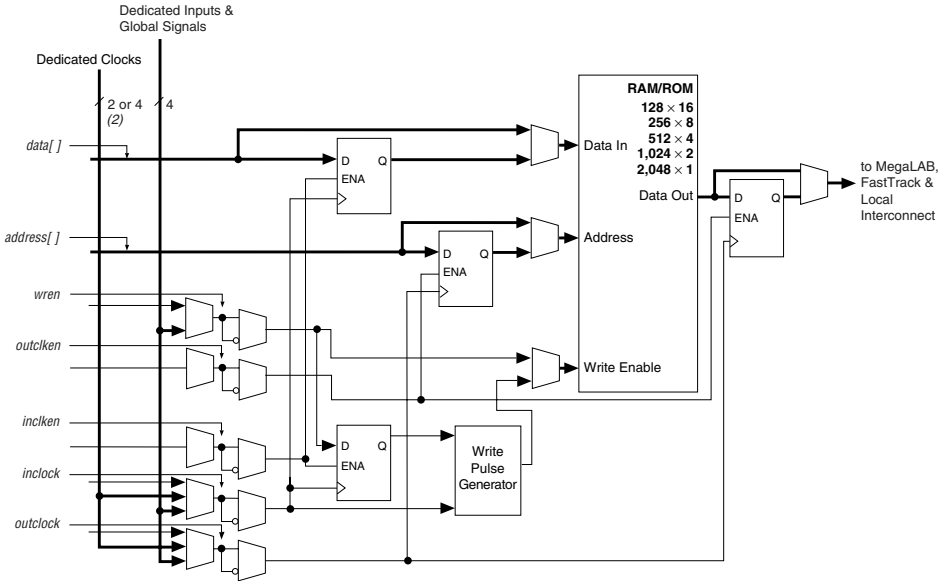 Dedicated Inputs &
Global Signals
Dedicated Clocks
2 or 4
(2)
4
data[ ]
D Q
ENA
Data In
RAM/ROM
128 × 16
256 × 8
512 × 4
1,024 × 2
2,048 × 1
Data Out
D Q
ENA
to MegaLAB,
FastTrack &
Local
Interconnect
address[ ]
D Q
ENA
Address
wren
outclken
Write Enable
inclken
D Q
ENA
Write
Pulse
Generator
inclock
outclock